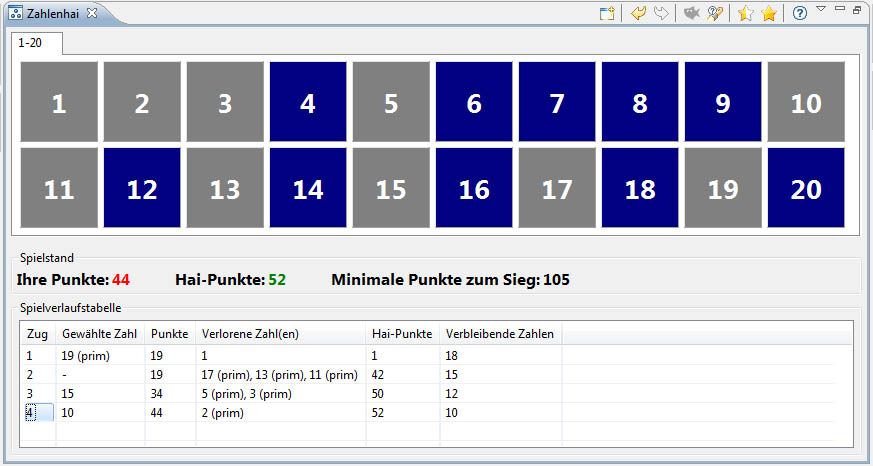 Zahlenhai
1-20
1 2 3 4 5 6 7 8 9 10
11 12 13 14 15 16 17 18 19 20
Spielstand
Ihre Punkte: 44 Hai-Punkte: 52 Minimale Punkte zum Sieg: 105
Spielverlaufstabelle
Zug Gewählte Zahl Punkte Verlorene Zahl(en) Hai-Punkte Verbleibende Zahlen
1 19 (prim) 19 1 1 18
2 - 19 17 (prim), 13 (prim), 11 (prim) 42 15
3 15 34 5 (prim), 3 (prim) 50 12
4 10 44 2 (prim) 52 10